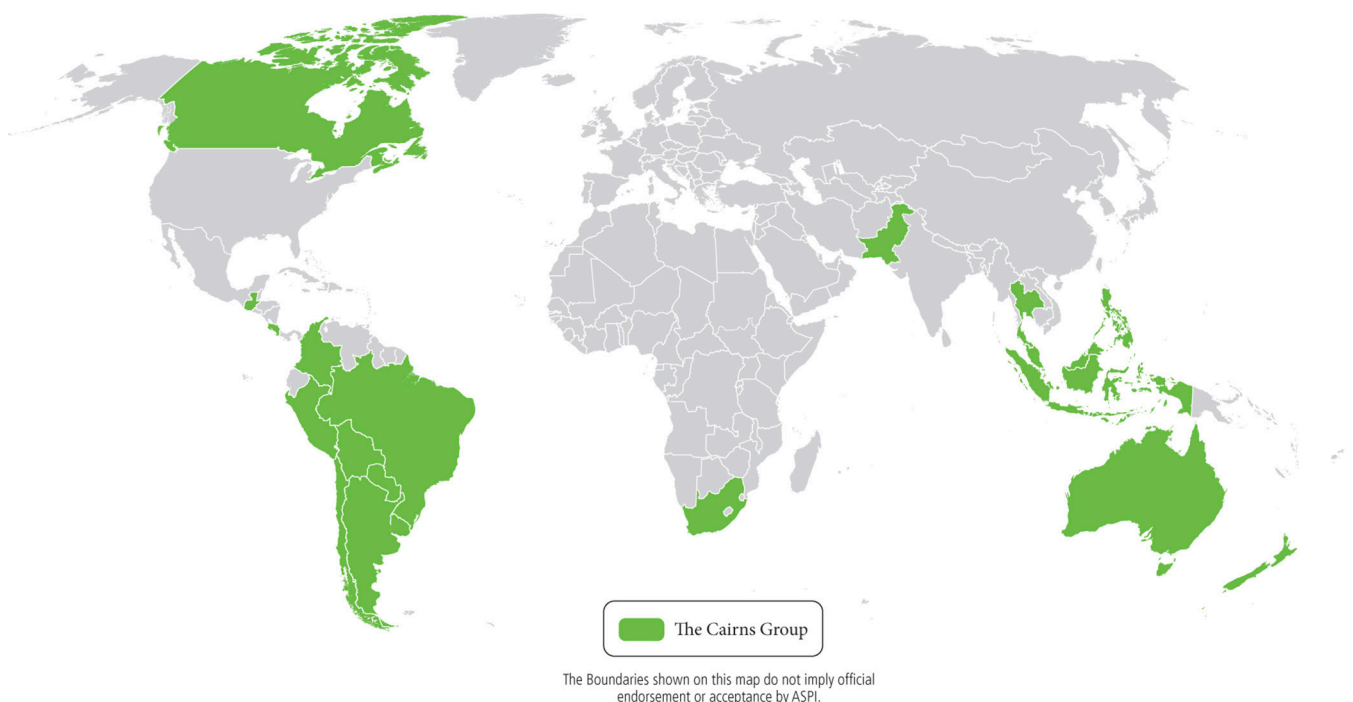 The Cairns Group
The Boundaries shown on this map do not imply official
endorsement or acceptance by ASPI.